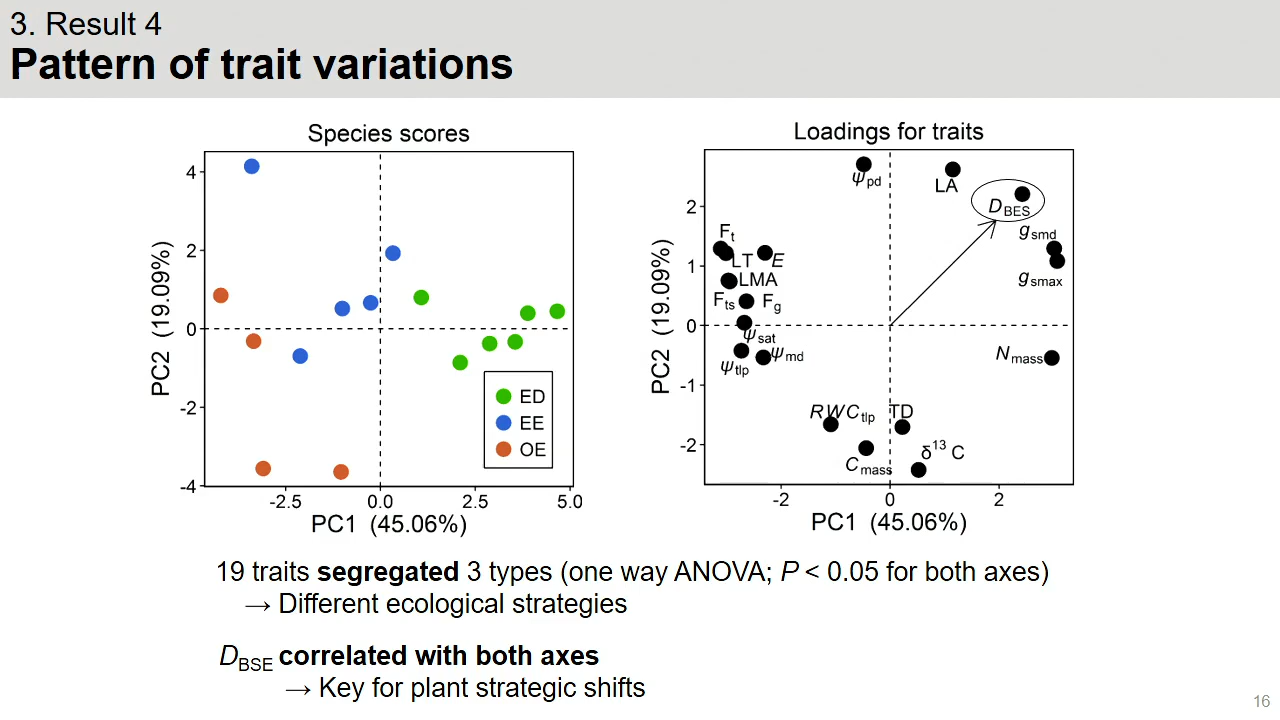 3. Result 4
Pattern of trait variations
Species scores
4
2
0
-2
-4
PC2 (19.09%)
-2.5
0.0
2.5
5.0
PC1 (45.06%)
ED
EE
OE
Loadings for traits
2
1
0
-1
-2
PC2 (19.09%)
-2
0
2
PC1 (45.06%)
ψpd
LA
DBES
gsmd
gsmax
Ft
LT
E
LMA
Fts
Fg
ψsat
ψtlp
ψmd
Nmass
RWCtlp
TD
Cmass
δ13 C
19 traits segregated 3 types (one way ANOVA; P < 0.05 for both axes)
→ Different ecological strategies
DBSE correlated with both axes
→ Key for plant strategic shifts
16